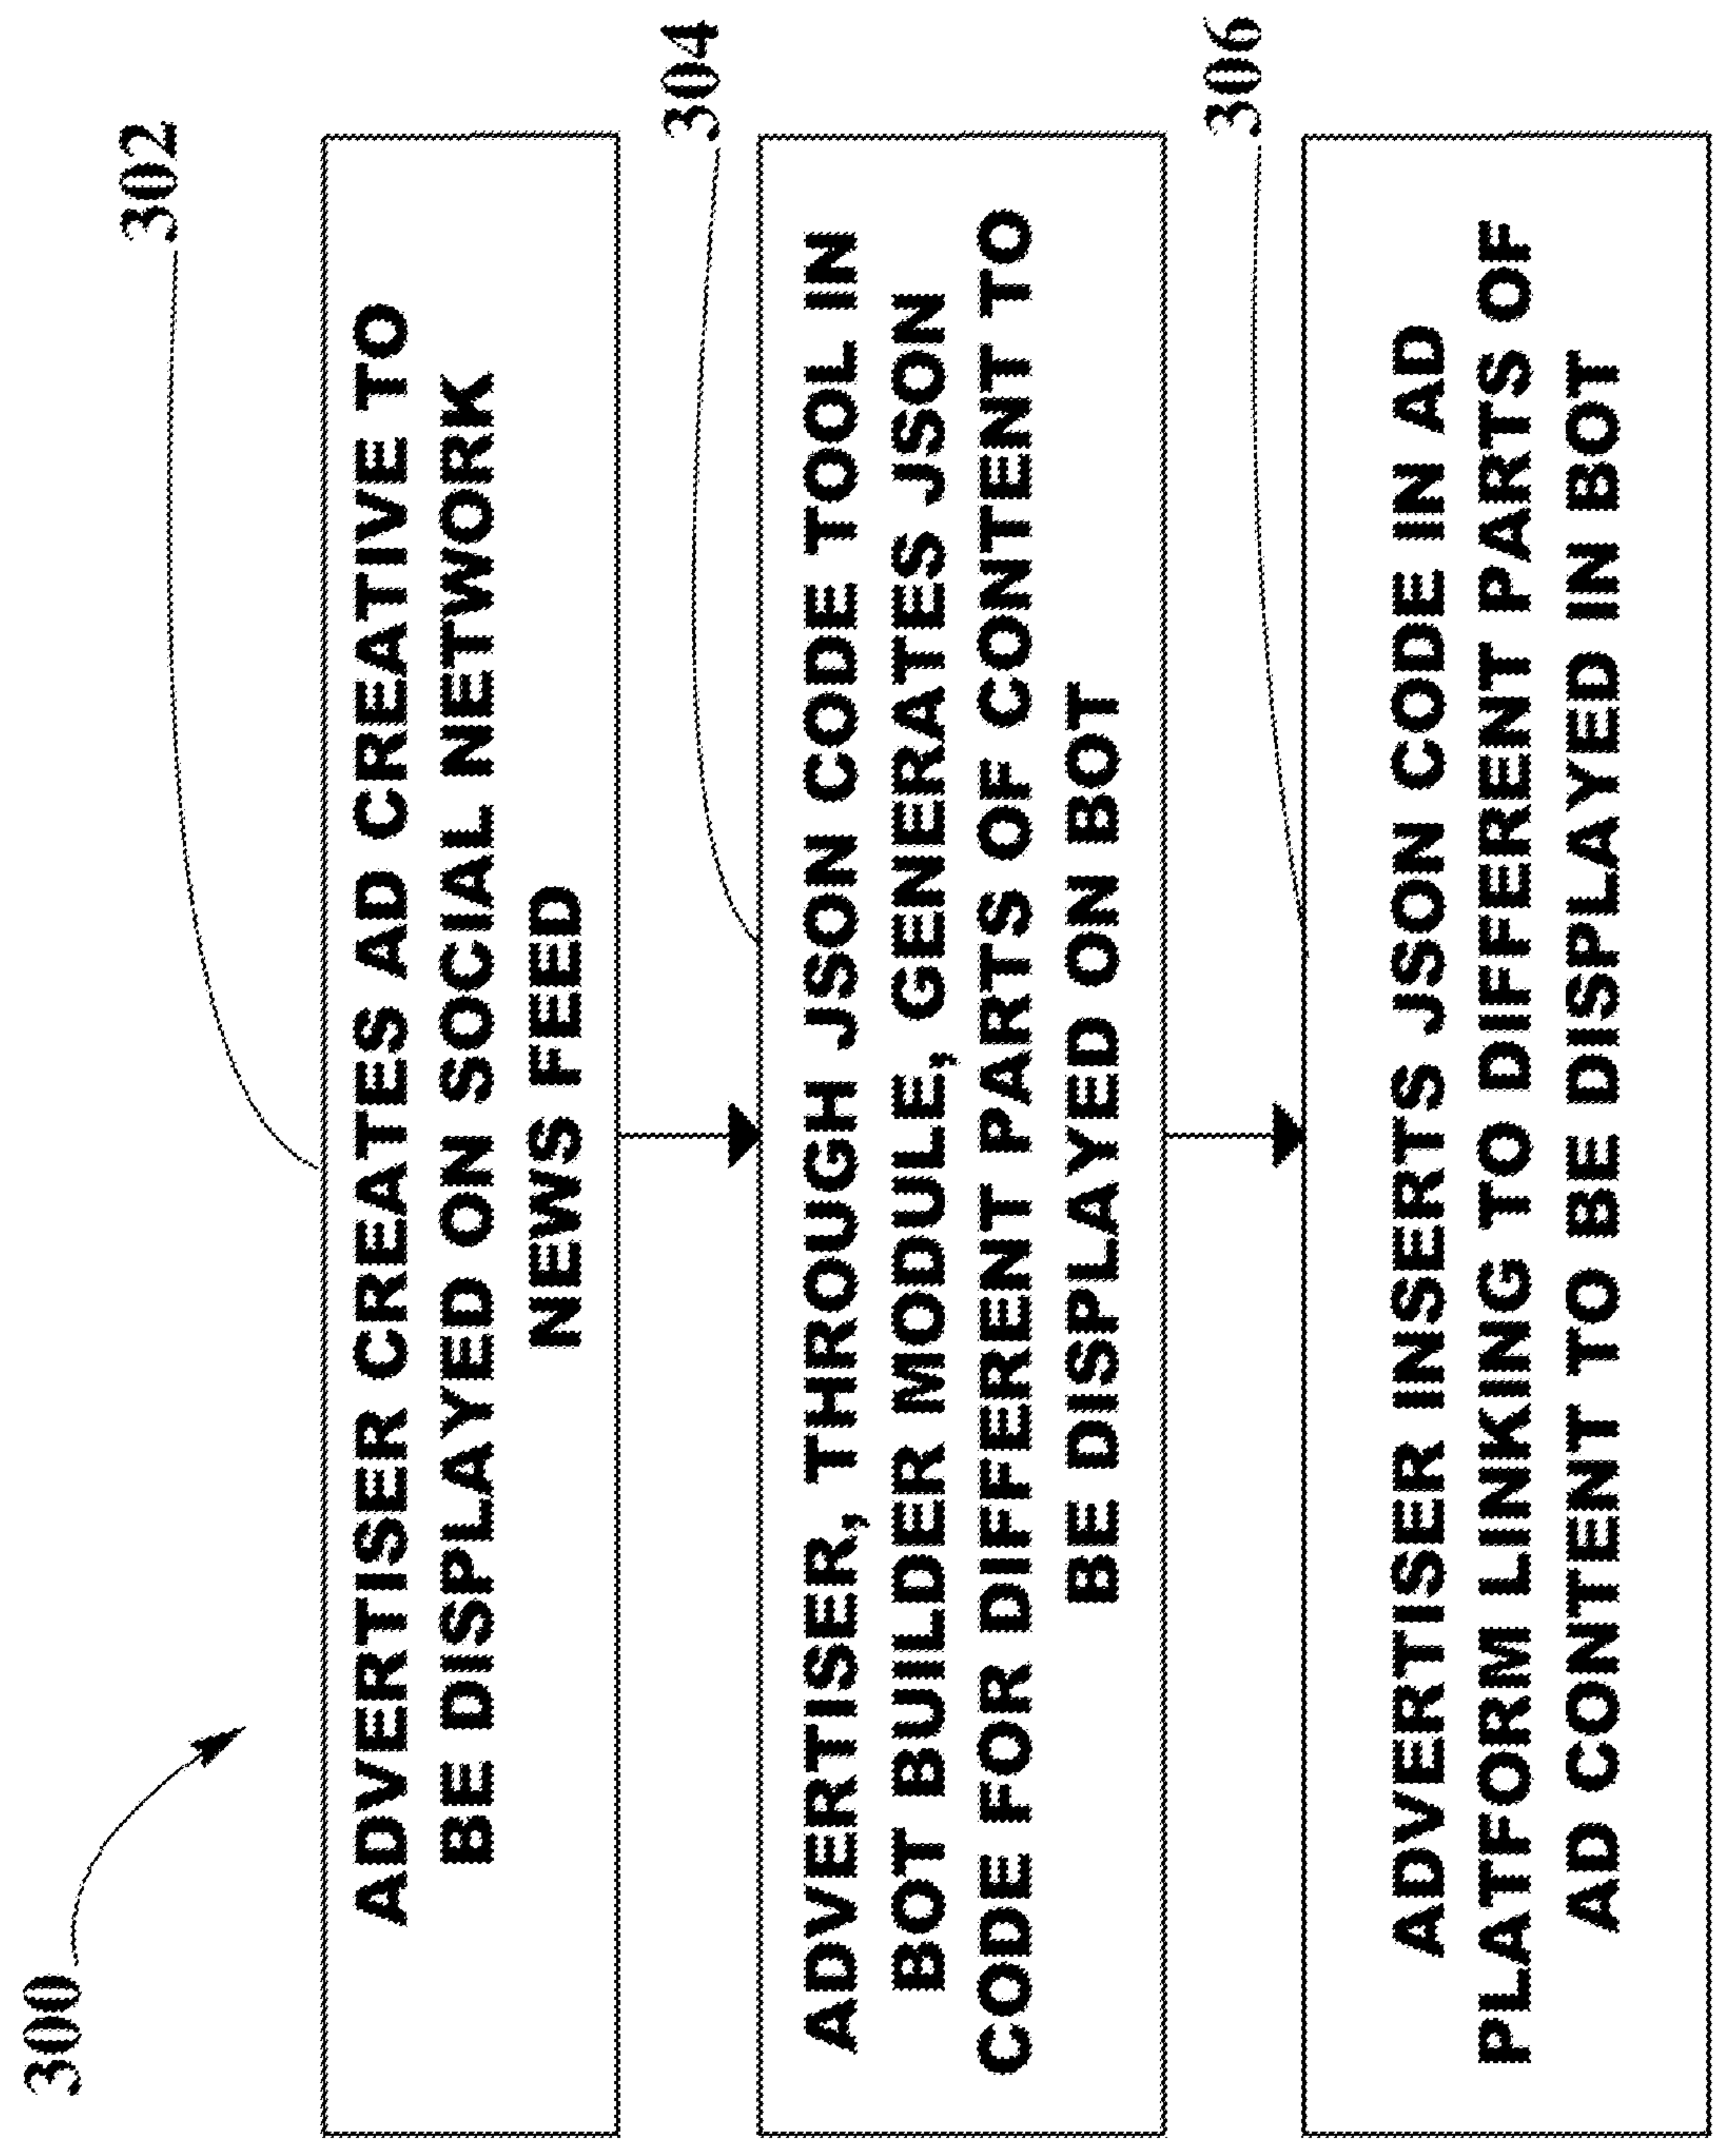 300
302
ADVERTISER CREATES AD CREATIVE TO
BE DISPLAYED ON SOCIAL NETWORK
NEWS FEED
304
ADVERTISER, THROUGH JSON CODE TOOL IN
BOT BUILDER MODULE, GENERATES JSON
CODE FOR DIFFERENT PARTS OF CONTENT TO
BE DISPLAYED ON BOT
306
ADVERTISER INSERTS JSON CODE IN AD
PLATFORM LINKING TO DIFFERENT PARTS OF
AD CONTENT TO BE DISPLAYED IN BOT